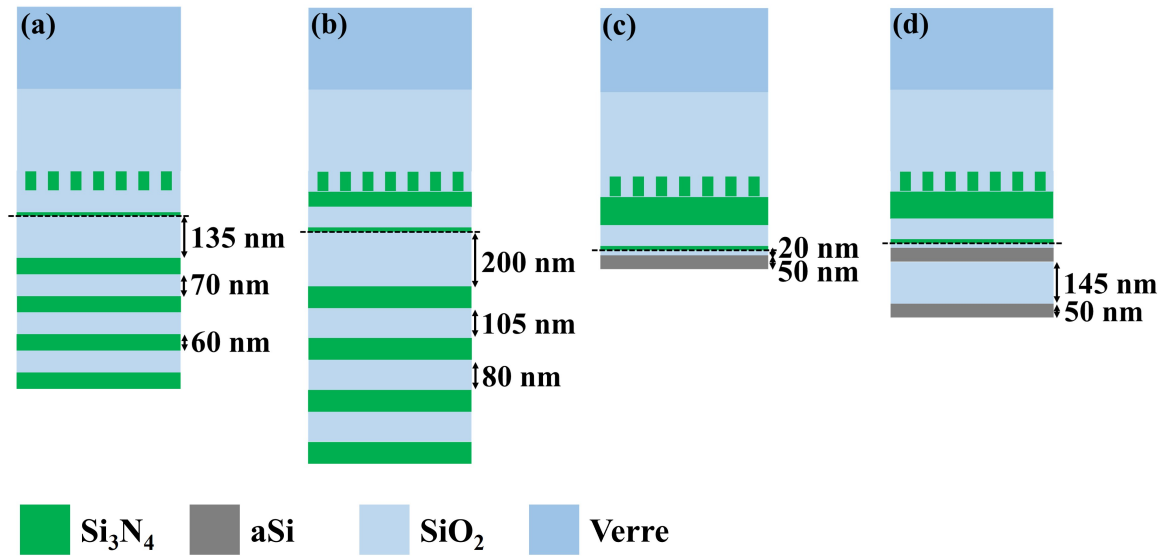 (a)
(b)
(c)
(d)
135 nm
70 nm
60 nm
200 nm
105 nm
80 nm
20 nm
50 nm
145 nm
50 nm
Si₃N₄
aSi
SiO₂
Verre